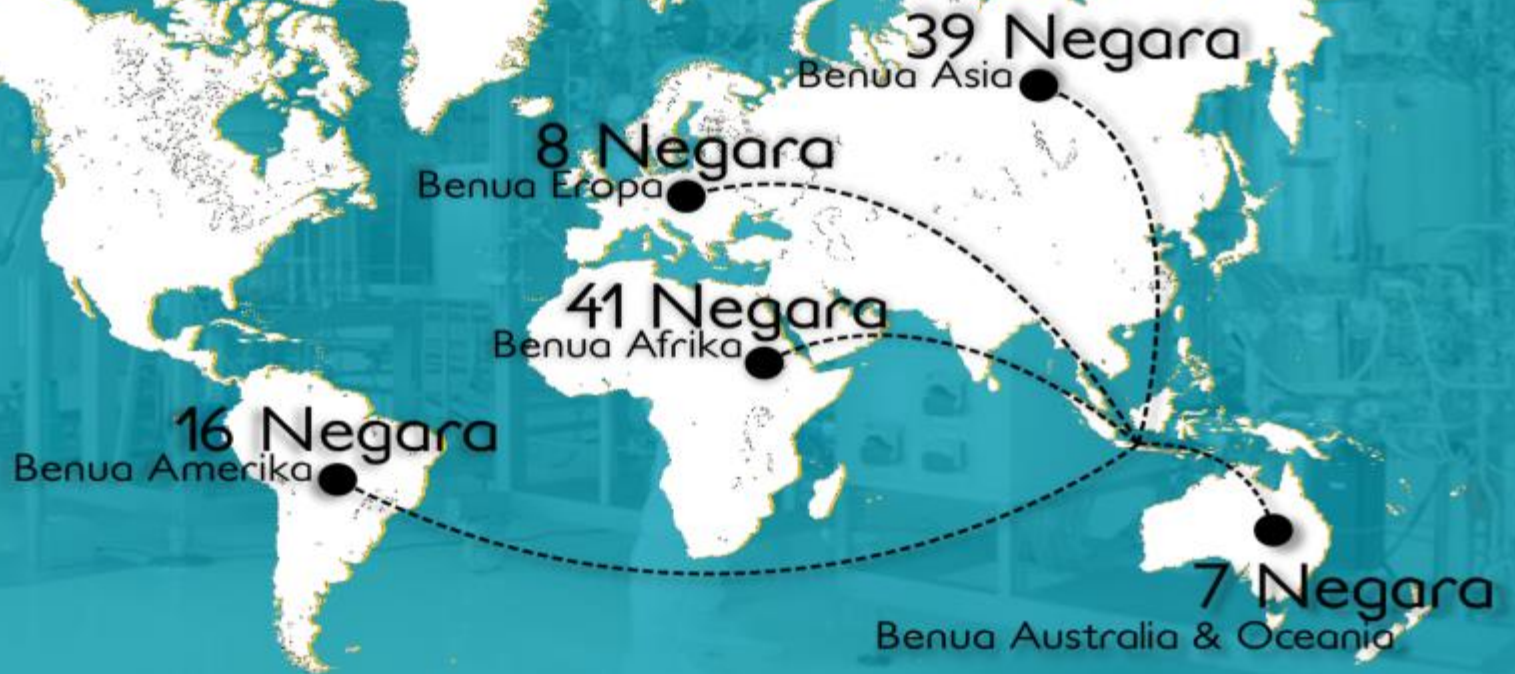 39 Negara
Benua Asia
8 Negara
Benua Eropa
41 Negara
Benua Afrika
16 Negara
Benua Amerika
7 Negara
Benua Australia & Oceania